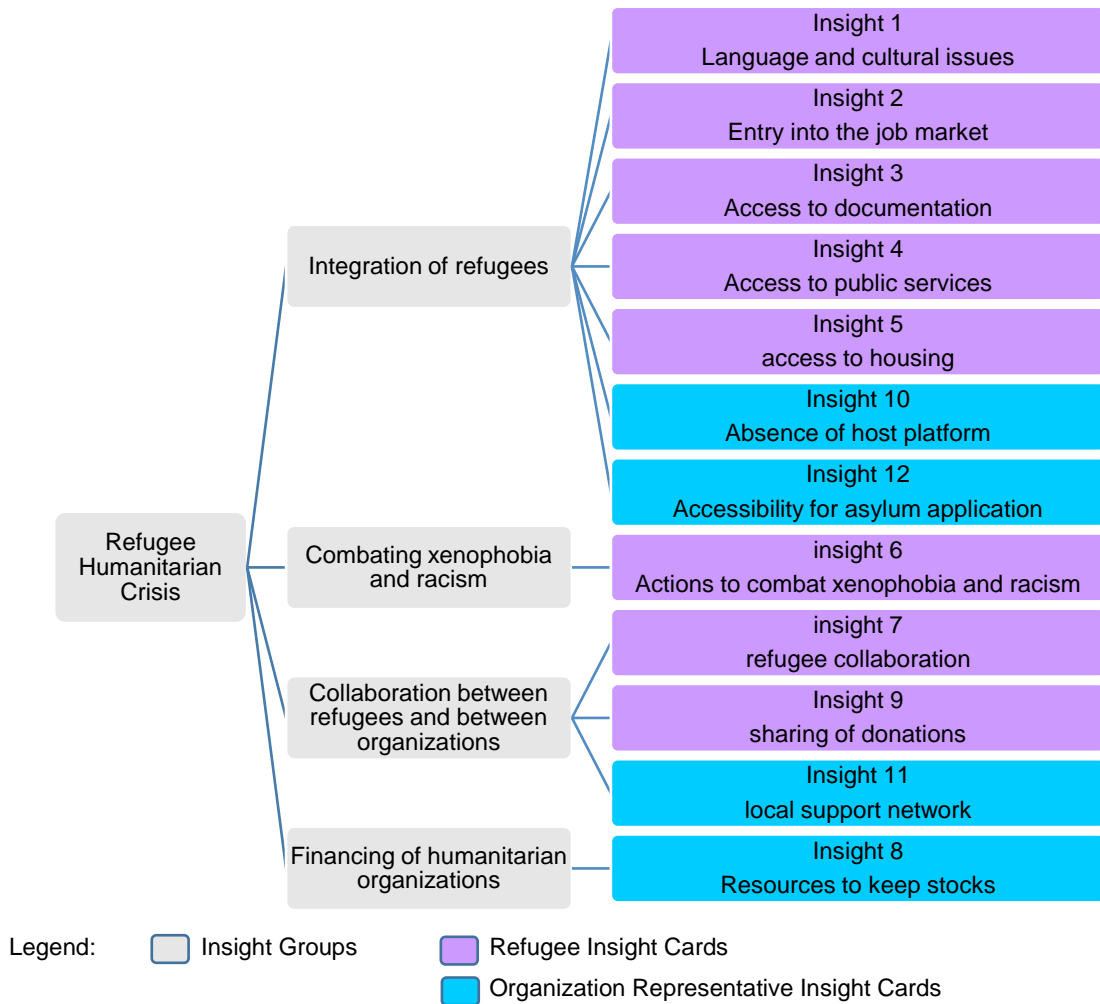 Refugee
Humanitarian
Crisis
Integration of refugees
Insight 1
Language and cultural issues
Insight 2
Entry into the job market
Insight 3
Access to documentation
Insight 4
Access to public services
Insight 5
access to housing
Insight 10
Absence of host platform
Insight 12
Accessibility for asylum application
Combating xenophobia
and racism
insight 6
Actions to combat xenophobia and racism
Collaboration between
refugees and between
organizations
insight 7
refugee collaboration
Insight 9
sharing of donations
Insight 11
local support network
Financing of humanitarian
organizations
Insight 8
Resources to keep stocks
Legend:
Insight Groups
Refugee Insight Cards
Organization Representative Insight Cards